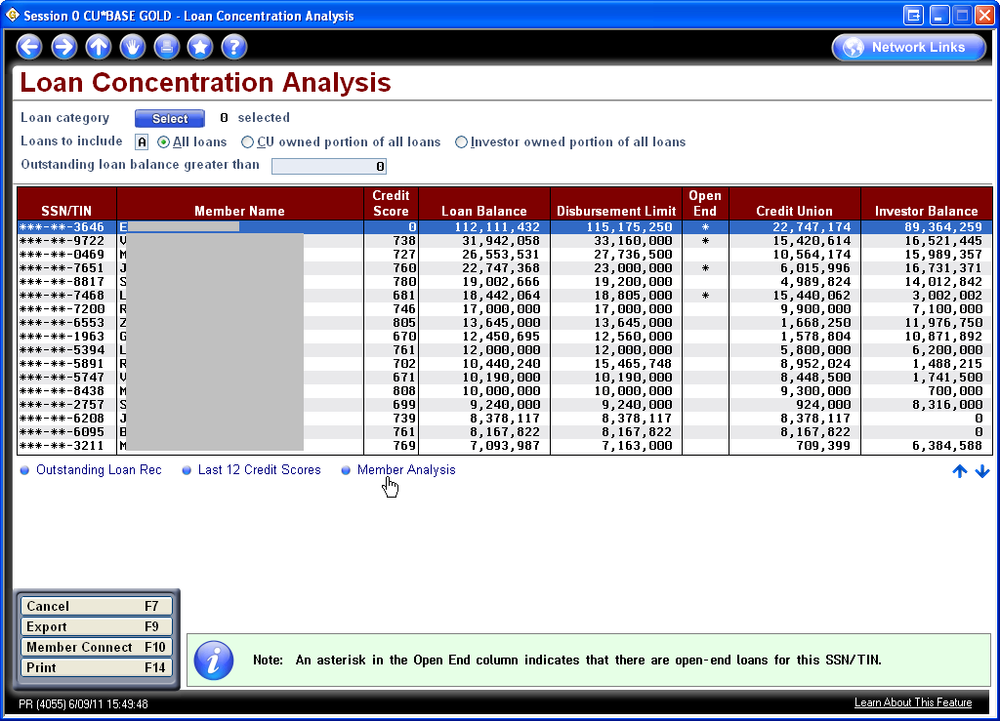 Session 0 CU*BASE GOLD - Loan Concentration Analysis
Network Links
Loan Concentration Analysis
Loan category Select 0 selected
Loans to include A All loans CU owned portion of all loans Investor owned portion of all loans
Outstanding loan balance greater than 0
SSN/TIN Member Name Credit Score Loan Balance Disbursement Limit Open End Credit Union Investor Balance
***-**-3646 E 0 112,111,432 115,175,250 * 22,747,174 89,364,259
***-**-9722 V 738 31,942,058 33,160,000 * 15,420,614 16,521,445
***-**-0469 M 727 26,553,531 27,736,500 10,564,174 15,989,357
***-**-7651 J 760 22,747,368 23,000,000 * 6,015,996 16,731,371
***-**-8817 S 780 19,002,666 19,200,000 4,989,824 14,012,842
***-**-7468 L 681 18,442,064 18,805,000 * 15,440,062 3,002,002
***-**-7200 R 746 17,000,000 17,000,000 9,900,000 7,100,000
***-**-6553 Z 805 13,645,000 13,645,000 1,668,250 11,976,750
***-**-1963 G 670 12,450,695 12,560,000 1,578,804 10,871,892
***-**-5394 L 761 12,000,000 12,000,000 5,800,000 6,200,000
***-**-5891 R 702 10,440,240 15,465,748 8,952,024 1,488,215
***-**-5747 V 671 10,190,000 10,190,000 8,448,500 1,741,500
***-**-8438 M 808 10,000,000 10,000,000 9,300,000 700,000
***-**-2757 S 699 9,240,000 9,240,000 924,000 8,316,000
***-**-6208 J 739 8,378,117 8,378,117 8,378,117 0
***-**-6095 B 761 8,167,822 8,167,822 8,167,822 0
***-**-3211 M 769 7,093,987 7,163,000 709,399 6,384,588
Outstanding Loan Rec Last 12 Credit Scores Member Analysis
Cancel F7
Export F9
Member Connect F10
Print F14
Note: An asterisk in the Open End column indicates that there are open-end loans for this SSN/TIN.
PR (4055) 6/09/11 15:49:48 Learn About This Feature